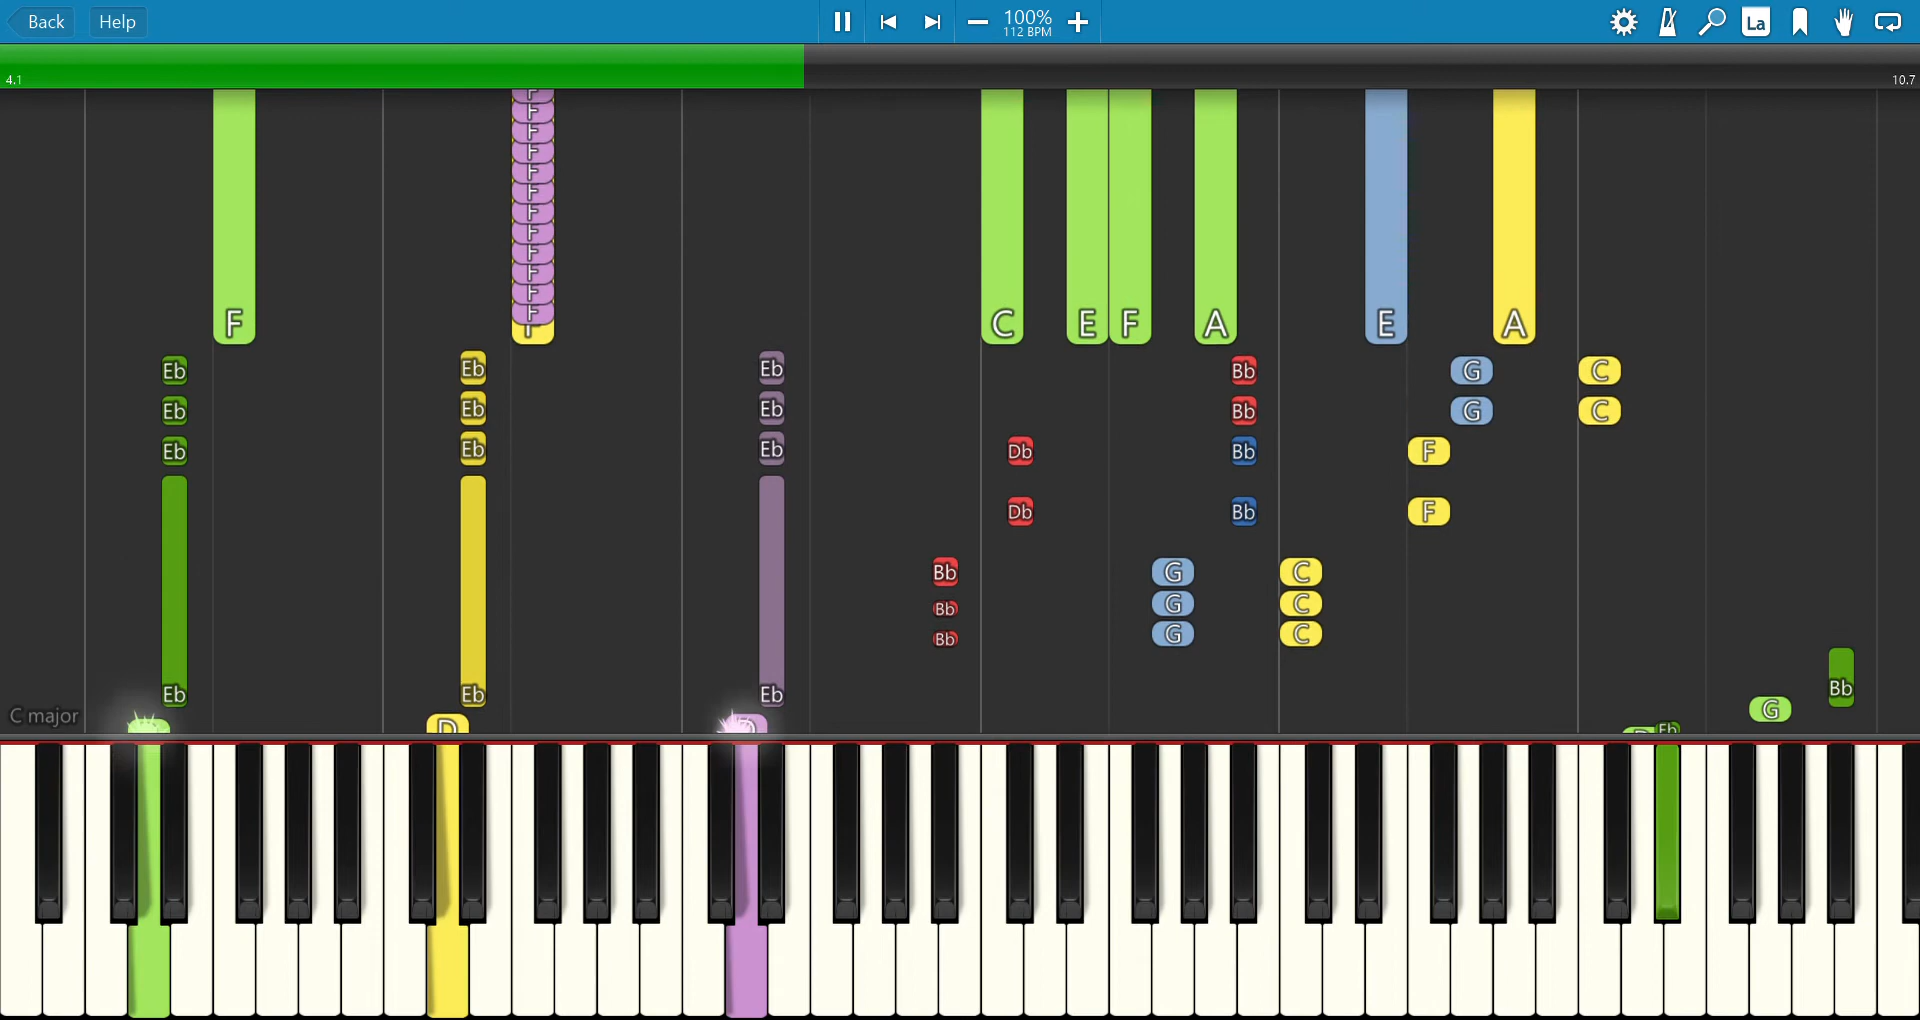 Back Help 100% La
112 BPM
4.1 10.7
F
F
F
F
F
F
F
F
F
F
F
F
F C E F A E A
Eb Eb Eb Bb G C
Eb Eb Eb Bb G C
Eb Eb Eb Db Bb F
Db Bb F
Bb G C
Bb G C
Bb G C
Eb Eb Eb Bb
C major D G
Eb